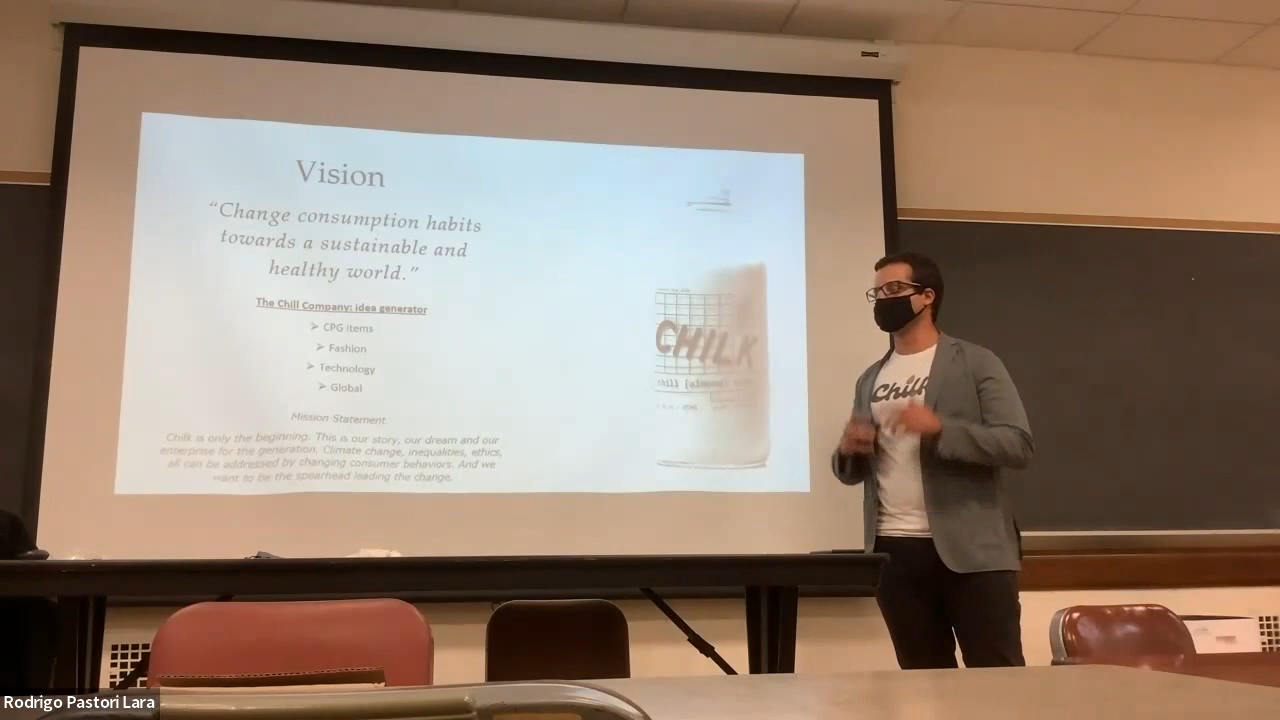 Vision
“Change consumption habits
towards a sustainable and
healthy world.”
The Chill Company: idea generator
➢ CPG items
➢ Fashion
➢ Technology
➢ Global
Mission Statement
Chilk is only the beginning. This is our story, our dream and our
enterprise for the generation. Climate change, inequalities, ethics,
all can be addressed by changing consumer behaviors. And we
want to be the spearhead leading the change.
CHILK
chill
Chilk
Rodrigo Pastori Lara